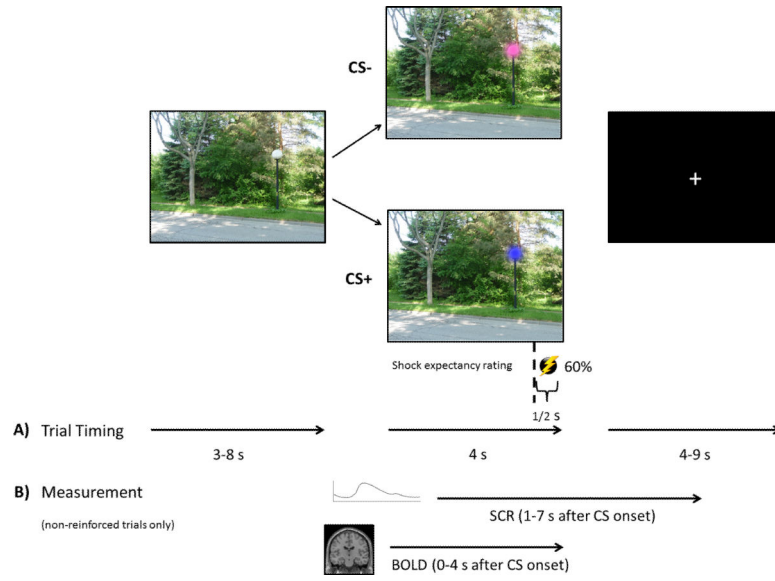 CS-
CS+
Shock expectancy rating
60%
1/2 s
A) Trial Timing
3-8 s
4 s
4-9 s
B) Measurement
(non-reinforced trials only)
SCR (1-7 s after CS onset)
BOLD (0-4 s after CS onset)